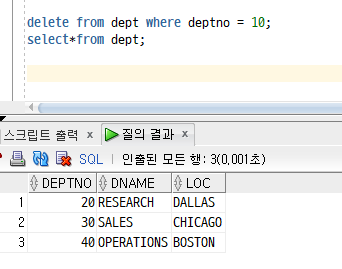 delete from dept where deptno = 10;
select*from dept;
스크립트 출력 x 질의 결과 x
SQL | 인출된 모든 행: 3(0,001초)
DEPTNO DNAME LOC
1 20 RESEARCH DALLAS
2 30 SALES CHICAGO
3 40 OPERATIONS BOSTON